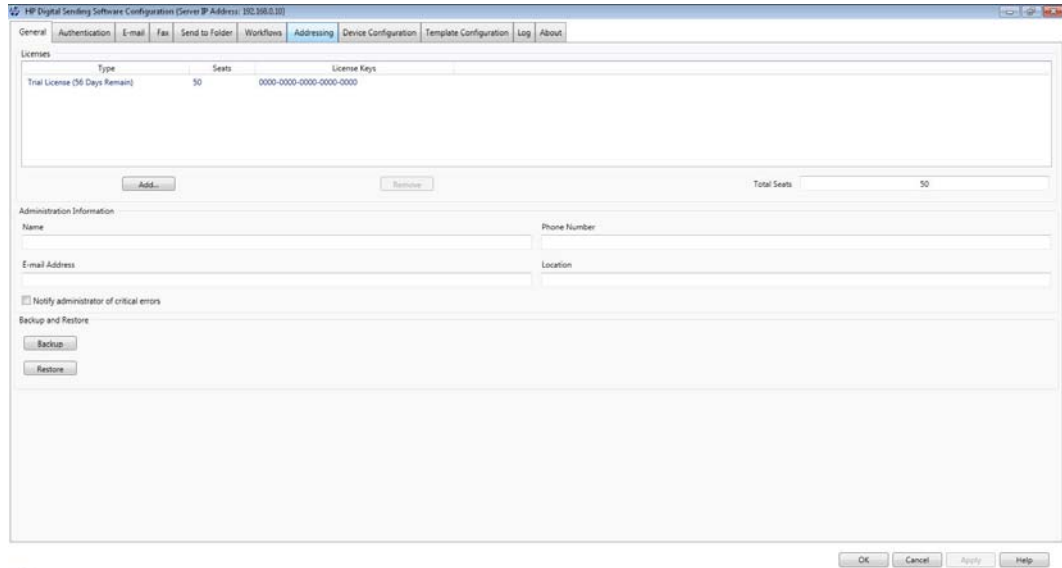 HP Digital Sending Software Configuration (Server IP Address: 192.168.0.10)
General Authentication E-mail Fax Send to Folder Workflows Addressing Device Configuration Template Configuration Log About
Licenses
Type Seats License Keys
Trial License (56 Days Remain) 50 0000-0000-0000-0000-0000
Add... Remove Total Seats 50
Administration Information
Name Phone Number
E-mail Address Location
Notify administrator of critical errors
Backup and Restore
Backup
Restore
OK Cancel Apply Help